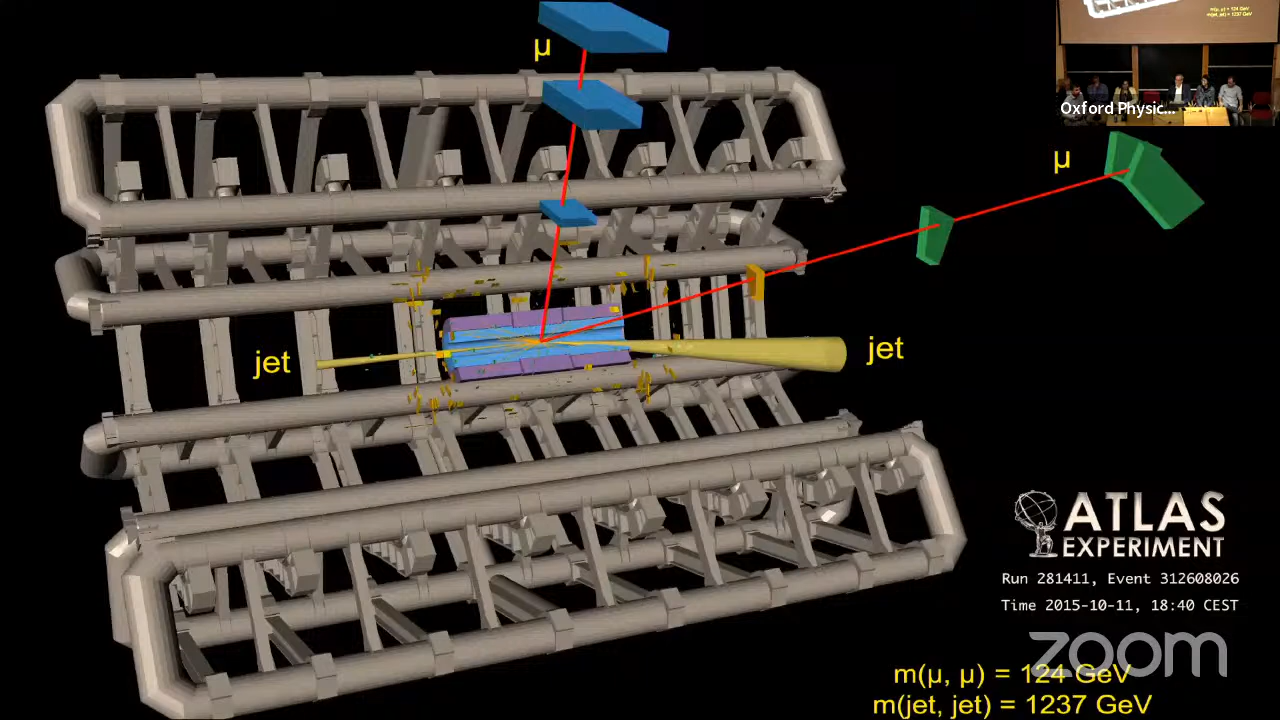 μ
Oxford Physic...
μ
jet
jet
ATLAS
EXPERIMENT
Run 281411, Event 312608026
Time 2015-10-11, 18:40 CEST
zoom
m(μ, μ) = 124 GeV
m(jet, jet) = 1237 GeV